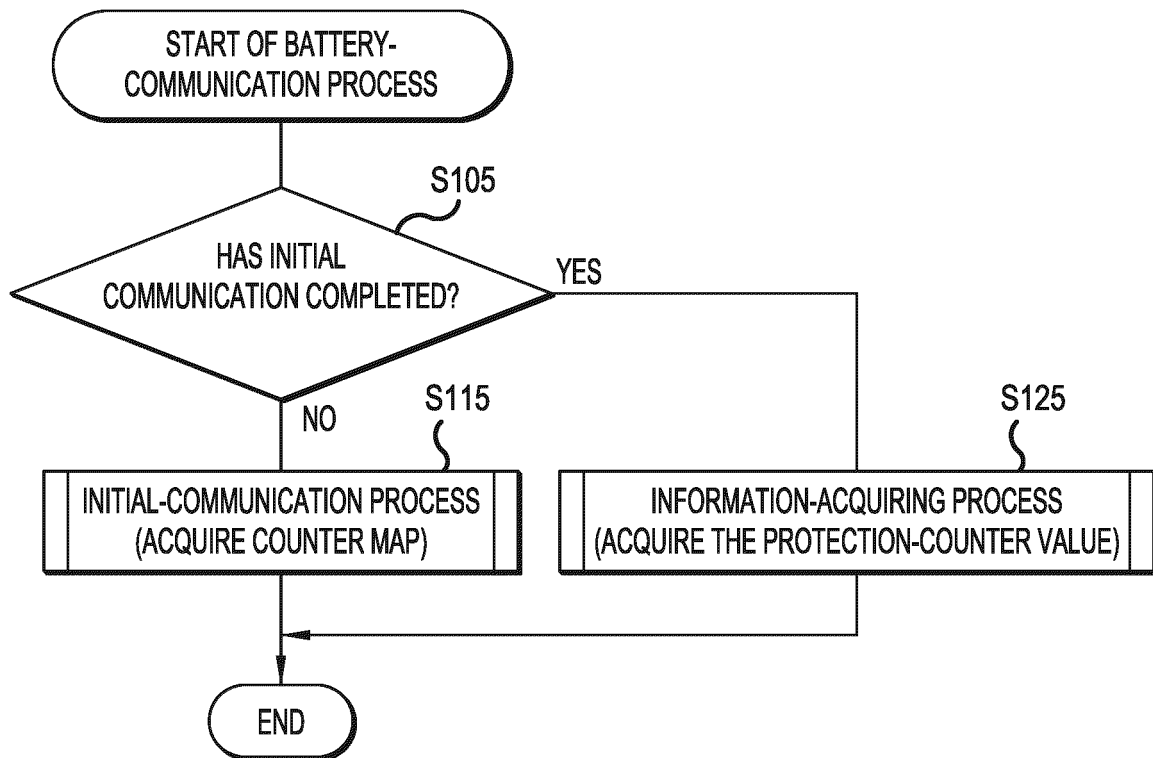 START OF BATTERY-
COMMUNICATION PROCESS
S105
HAS INITIAL
COMMUNICATION COMPLETED?
YES
NO
S115
S125
INITIAL-COMMUNICATION PROCESS
(ACQUIRE COUNTER MAP)
INFORMATION-ACQUIRING PROCESS
(ACQUIRE THE PROTECTION-COUNTER VALUE)
END